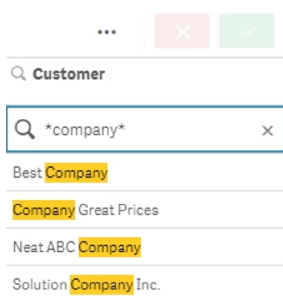 Customer
*company*
Best Company
Company Great Prices
Neat ABC Company
Solution Company Inc.